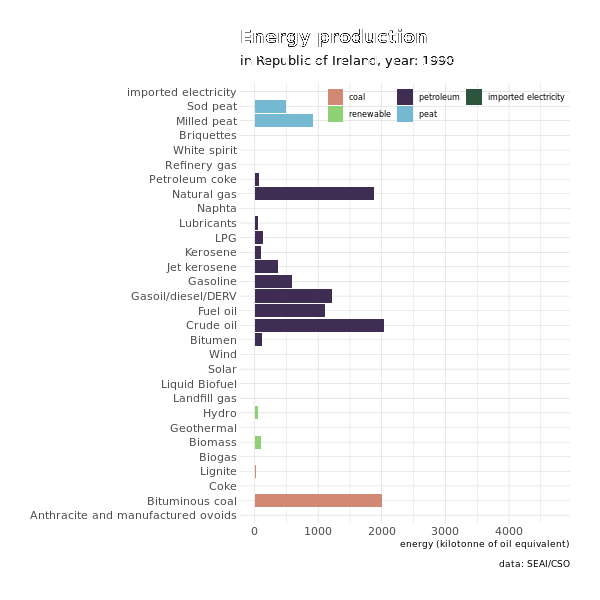 Energy production
in Republic of Ireland, year: 1990
coal petroleum imported electricity
renewable peat
imported electricity
Sod peat
Milled peat
Briquettes
White spirit
Refinery gas
Petroleum coke
Natural gas
Naphta
Lubricants
LPG
Kerosene
Jet kerosene
Gasoline
Gasoil/diesel/DERV
Fuel oil
Crude oil
Bitumen
Wind
Solar
Liquid Biofuel
Landfill gas
Hydro
Geothermal
Biomass
Biogas
Lignite
Coke
Bituminous coal
Anthracite and manufactured ovoids
0 1000 2000 3000 4000
energy (kilotonne of oil equivalent)
data: SEAI/CSO